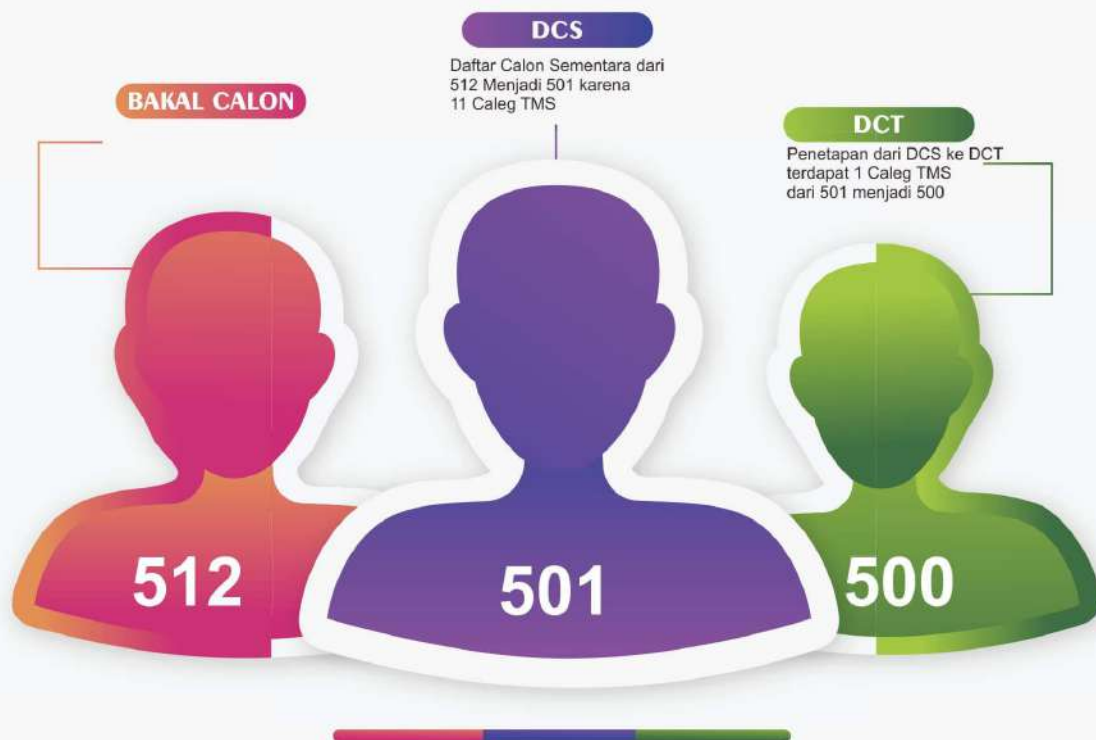 BAKAL CALON
512
DCS
Daftar Calon Sementara dari
512 Menjadi 501 karena
11 Caleg TMS
501
DCT
Penetapan dari DCS ke DCT
terdapat 1 Caleg TMS
dari 501 menjadi 500
500